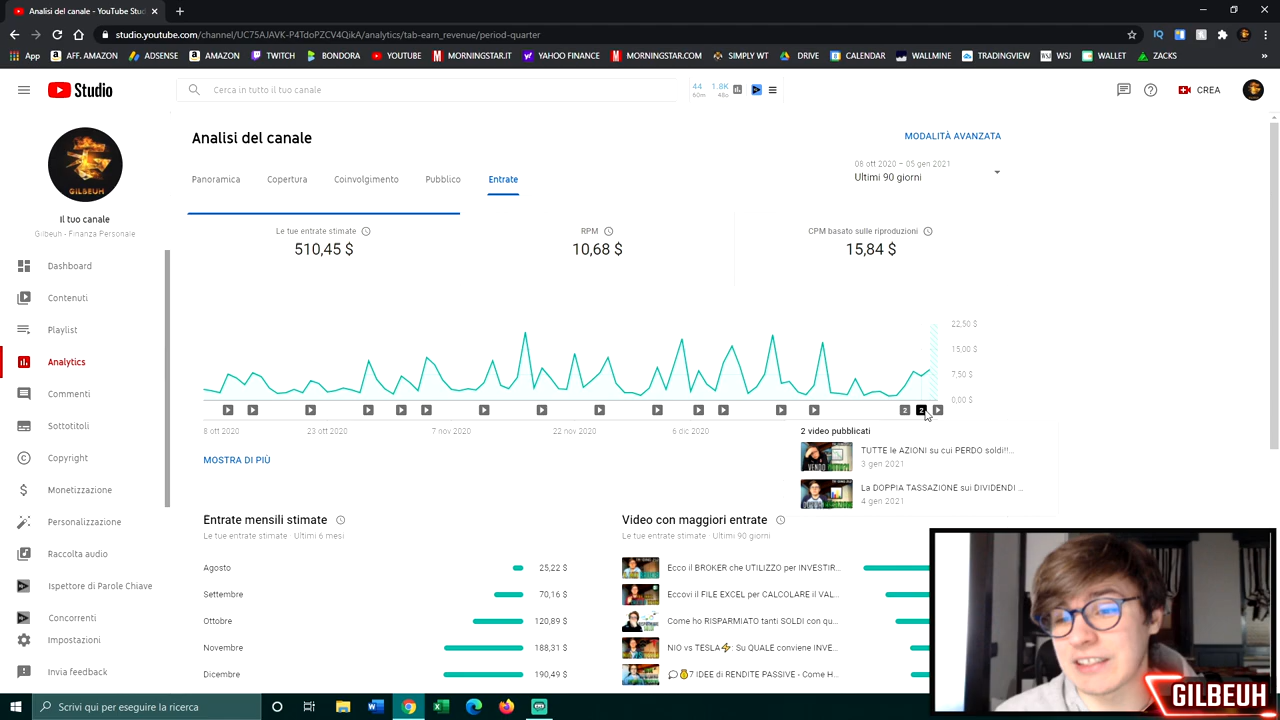 Analisi del canale - YouTube Stud
studio.youtube.com/channel/UC75AJAVK-P4TdoPZCV4QikA/analytics/tab-earn_revenue/period-quarter
App AFF. AMAZON ADSENSE AMAZON TWITCH BONDORA YOUTUBE MORNINGSTAR.IT YAHOO FINANCE MORNINGSTAR.COM SIMPLY WT DRIVE CALENDAR WALLMINE TRADINGVIEW WSJ WALLET ZACKS »
Studio
Cerca in tutto il tuo canale
44 1.8K
60m 48o
CREA
Analisi del canale
MODALITÀ AVANZATA
08 ott 2020 – 05 gen 2021
Ultimi 90 giorni
Panoramica Copertura Coinvolgimento Pubblico Entrate
GILBEUH
Il tuo canale
Gilbeuh - Finanza Personale
Dashboard
Contenuti
Playlist
Analytics
Commenti
Sottotitoli
Copyright
Monetizzazione
Personalizzazione
Raccolta audio
Ispettore di Parole Chiave
Concorrenti
Impostazioni
Invia feedback
Le tue entrate stimate
510,45 $
RPM
10,68 $
CPM basato sulle riproduzioni
15,84 $
22,50 $
15,00 $
7,50 $
0,00 $
2 2
8 ott 2020 23 ott 2020 7 nov 2020 22 nov 2020 6 dic 2020
2 video pubblicati
TUTTE le AZIONI su cui PERDO soldi!!...
3 gen 2021
La DOPPIA TASSAZIONE sui DIVIDENDI ...
4 gen 2021
MOSTRA DI PIÙ
Entrate mensili stimate
Le tue entrate stimate · Ultimi 6 mesi
Agosto 25,22 $
Settembre 70,16 $
Ottobre 120,89 $
Novembre 188,31 $
Dicembre 190,49 $
Video con maggiori entrate
Le tue entrate stimate · Ultimi 90 giorni
Ecco il BROKER che UTILIZZO per INVESTIR...
Eccovi il FILE EXCEL per CALCOLARE il VAL...
Come ho RISPARMIATO tanti SOLDI con qu...
NIO vs TESLA⚡ Su QUALE conviene INVE...
💭💰7 IDEE di RENDITE PASSIVE - Come H...
GILBEUH
Scrivi qui per eseguire la ricerca